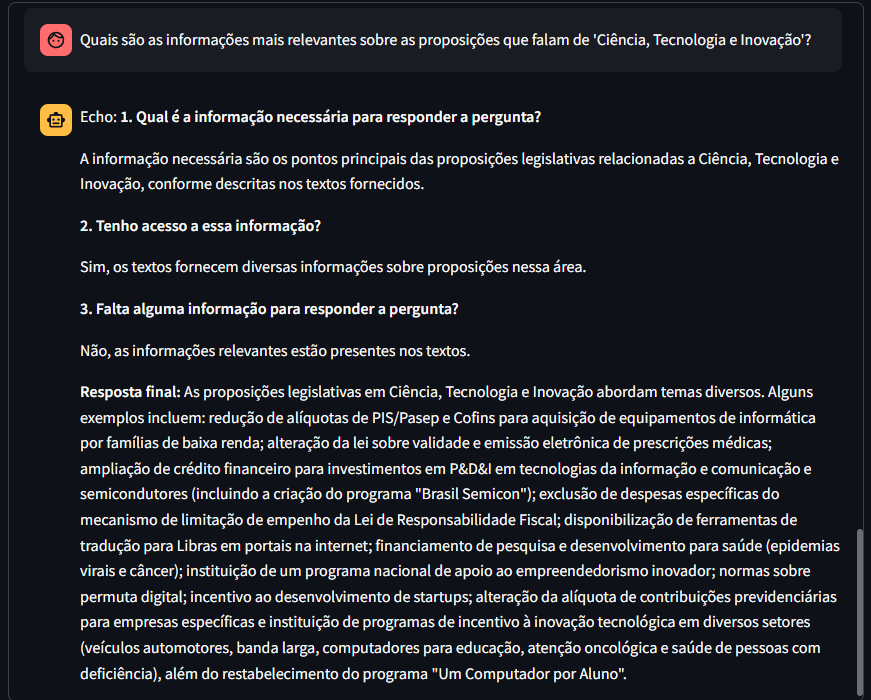 Quais são as informações mais relevantes sobre as proposições que falam de 'Ciência, Tecnologia e Inovação'?
Echo: 1. Qual é a informação necessária para responder a pergunta?
A informação necessária são os pontos principais das proposições legislativas relacionadas a Ciência, Tecnologia e
Inovação, conforme descritas nos textos fornecidos.
2. Tenho acesso a essa informação?
Sim, os textos fornecem diversas informações sobre proposições nessa área.
3. Falta alguma informação para responder a pergunta?
Não, as informações relevantes estão presentes nos textos.
Resposta final: As proposições legislativas em Ciência, Tecnologia e Inovação abordam temas diversos. Alguns
exemplos incluem: redução de alíquotas de PIS/Pasep e Cofins para aquisição de equipamentos de informática
por famílias de baixa renda; alteração da lei sobre validade e emissão eletrônica de prescrições médicas;
ampliação de crédito financeiro para investimentos em P&D&I em tecnologias da informação e comunicação e
semicondutores (incluindo a criação do programa "Brasil Semicon"); exclusão de despesas específicas do
mecanismo de limitação de empenho da Lei de Responsabilidade Fiscal; disponibilização de ferramentas de
tradução para Libras em portais na internet; financiamento de pesquisa e desenvolvimento para saúde (epidemias
virais e câncer); instituição de um programa nacional de apoio ao empreendedorismo inovador; normas sobre
permuta digital; incentivo ao desenvolvimento de startups; alteração da alíquota de contribuições previdenciárias
para empresas específicas e instituição de programas de incentivo à inovação tecnológica em diversos setores
(veículos automotores, banda larga, computadores para educação, atenção oncológica e saúde de pessoas com
deficiência), além do restabelecimento do programa "Um Computador por Aluno".